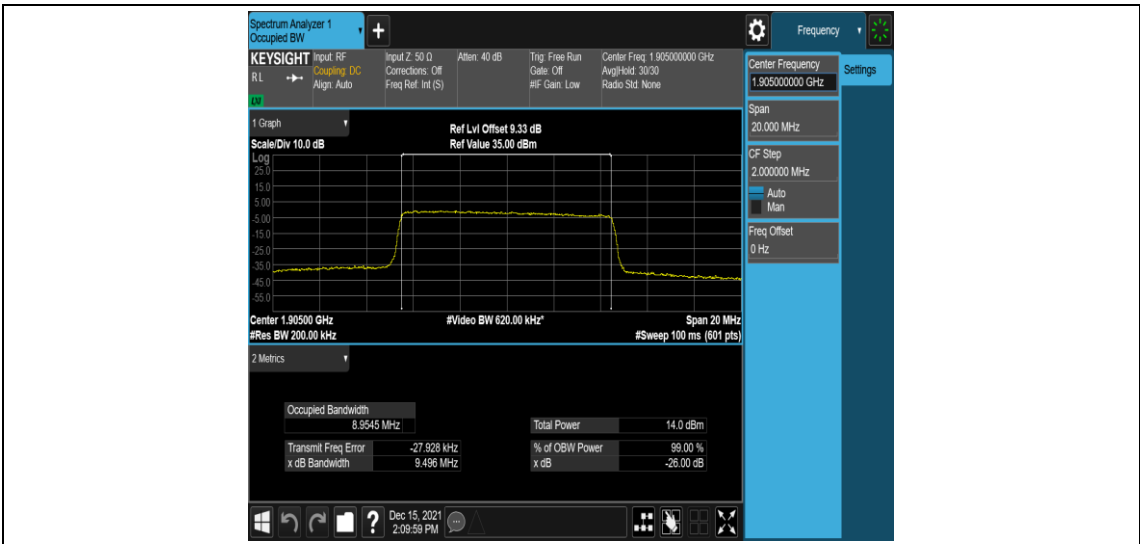 Spectrum Analyzer 1
Occupied BW
+
Frequency
KEYSIGHT
Input: RF
Input Z: 50 Ω
Atten: 40 dB
Trig: Free Run
Center Freq: 1.905000000 GHz
RL
Coupling: DC
Corrections: Off
Gate: Off
Avg|Hold: 30/30
Align: Auto
Freq Ref: Int (S)
#IF Gain: Low
Radio Std: None
Center Frequency
1.905000000 GHz
Settings
Span
20.000 MHz
CF Step
2.000000 MHz
Auto
Man
Freq Offset
0 Hz
1 Graph
Ref Lvl Offset 9.33 dB
Scale/Div 10.0 dB
Ref Value 35.00 dBm
Log
25.0
15.0
5.00
-5.00
-15.0
-25.0
-35.0
-45.0
-55.0
Center 1.90500 GHz
#Video BW 620.00 kHz*
Span 20 MHz
#Res BW 200.00 kHz
#Sweep 100 ms (601 pts)
2 Metrics
Occupied Bandwidth
8.9545 MHz
Total Power 14.0 dBm
Transmit Freq Error -27.928 kHz
% of OBW Power 99.00 %
x dB Bandwidth 9.496 MHz
x dB -26.00 dB
?
Dec 15, 2021
2:09:59 PM